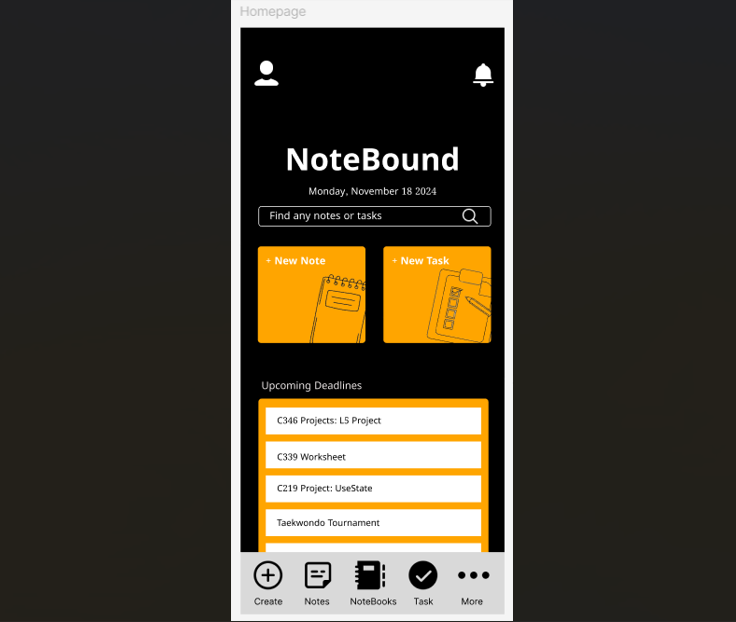 Homepage
NoteBound
Monday, November 18 2024
Find any notes or tasks
+ New Note
+ New Task
Upcoming Deadlines
C346 Projects: L5 Project
C339 Worksheet
C219 Project: UseState
Taekwondo Tournament
Create
Notes
NoteBooks
Task
More